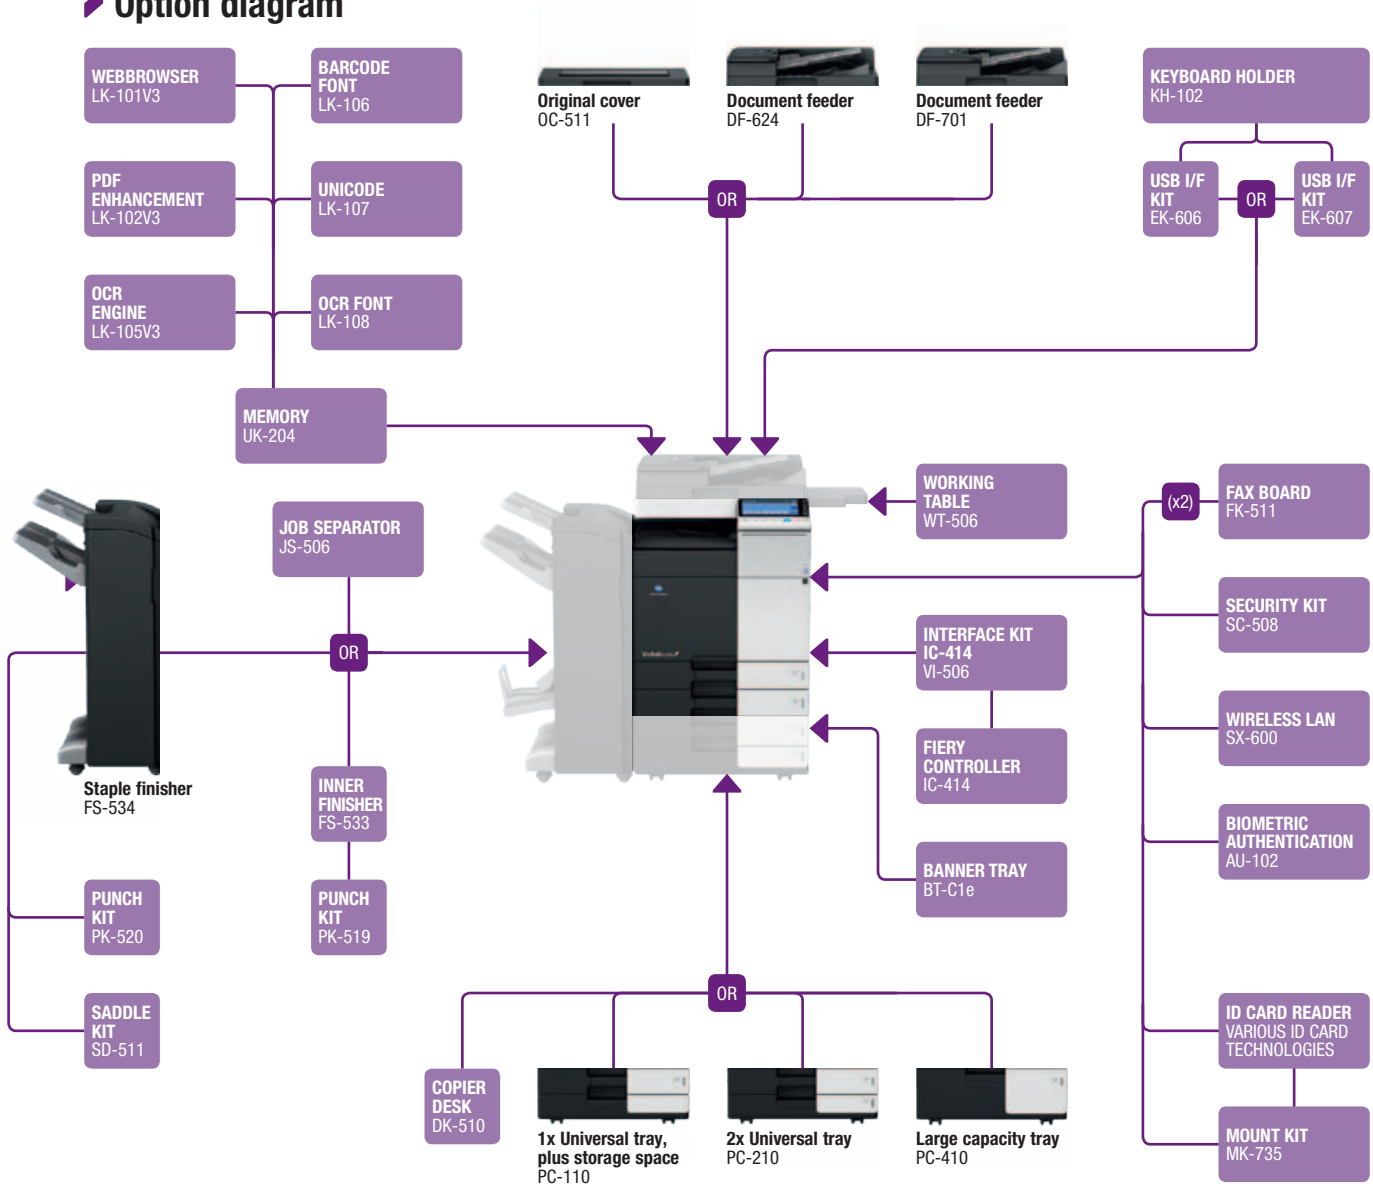 Option diagram
WEBBROWSER
LK-101V3
BARCODE
FONT
LK-106
PDF
ENHANCEMENT
LK-102V3
UNICODE
LK-107
OCR
ENGINE
LK-105V3
OCR FONT
LK-108
MEMORY
UK-204
Original cover
OC-511
Document feeder
DF-624
Document feeder
DF-701
OR
KEYBOARD HOLDER
KH-102
USB I/F
KIT
EK-606
OR
USB I/F
KIT
EK-607
JOB SEPARATOR
JS-506
OR
Staple finisher
FS-534
INNER
FINISHER
FS-533
PUNCH
KIT
PK-520
PUNCH
KIT
PK-519
SADDLE
KIT
SD-511
WORKING
TABLE
WT-506
INTERFACE KIT
IC-414
VI-506
FIERY
CONTROLLER
IC-414
BANNER TRAY
BT-C1e
(x2)
FAX BOARD
FK-511
SECURITY KIT
SC-508
WIRELESS LAN
SX-600
BIOMETRIC
AUTHENTICATION
AU-102
ID CARD READER
VARIOUS ID CARD
TECHNOLOGIES
MOUNT KIT
MK-735
OR
COPIER
DESK
DK-510
1x Universal tray,
plus storage space
PC-110
2x Universal tray
PC-210
Large capacity tray
PC-410